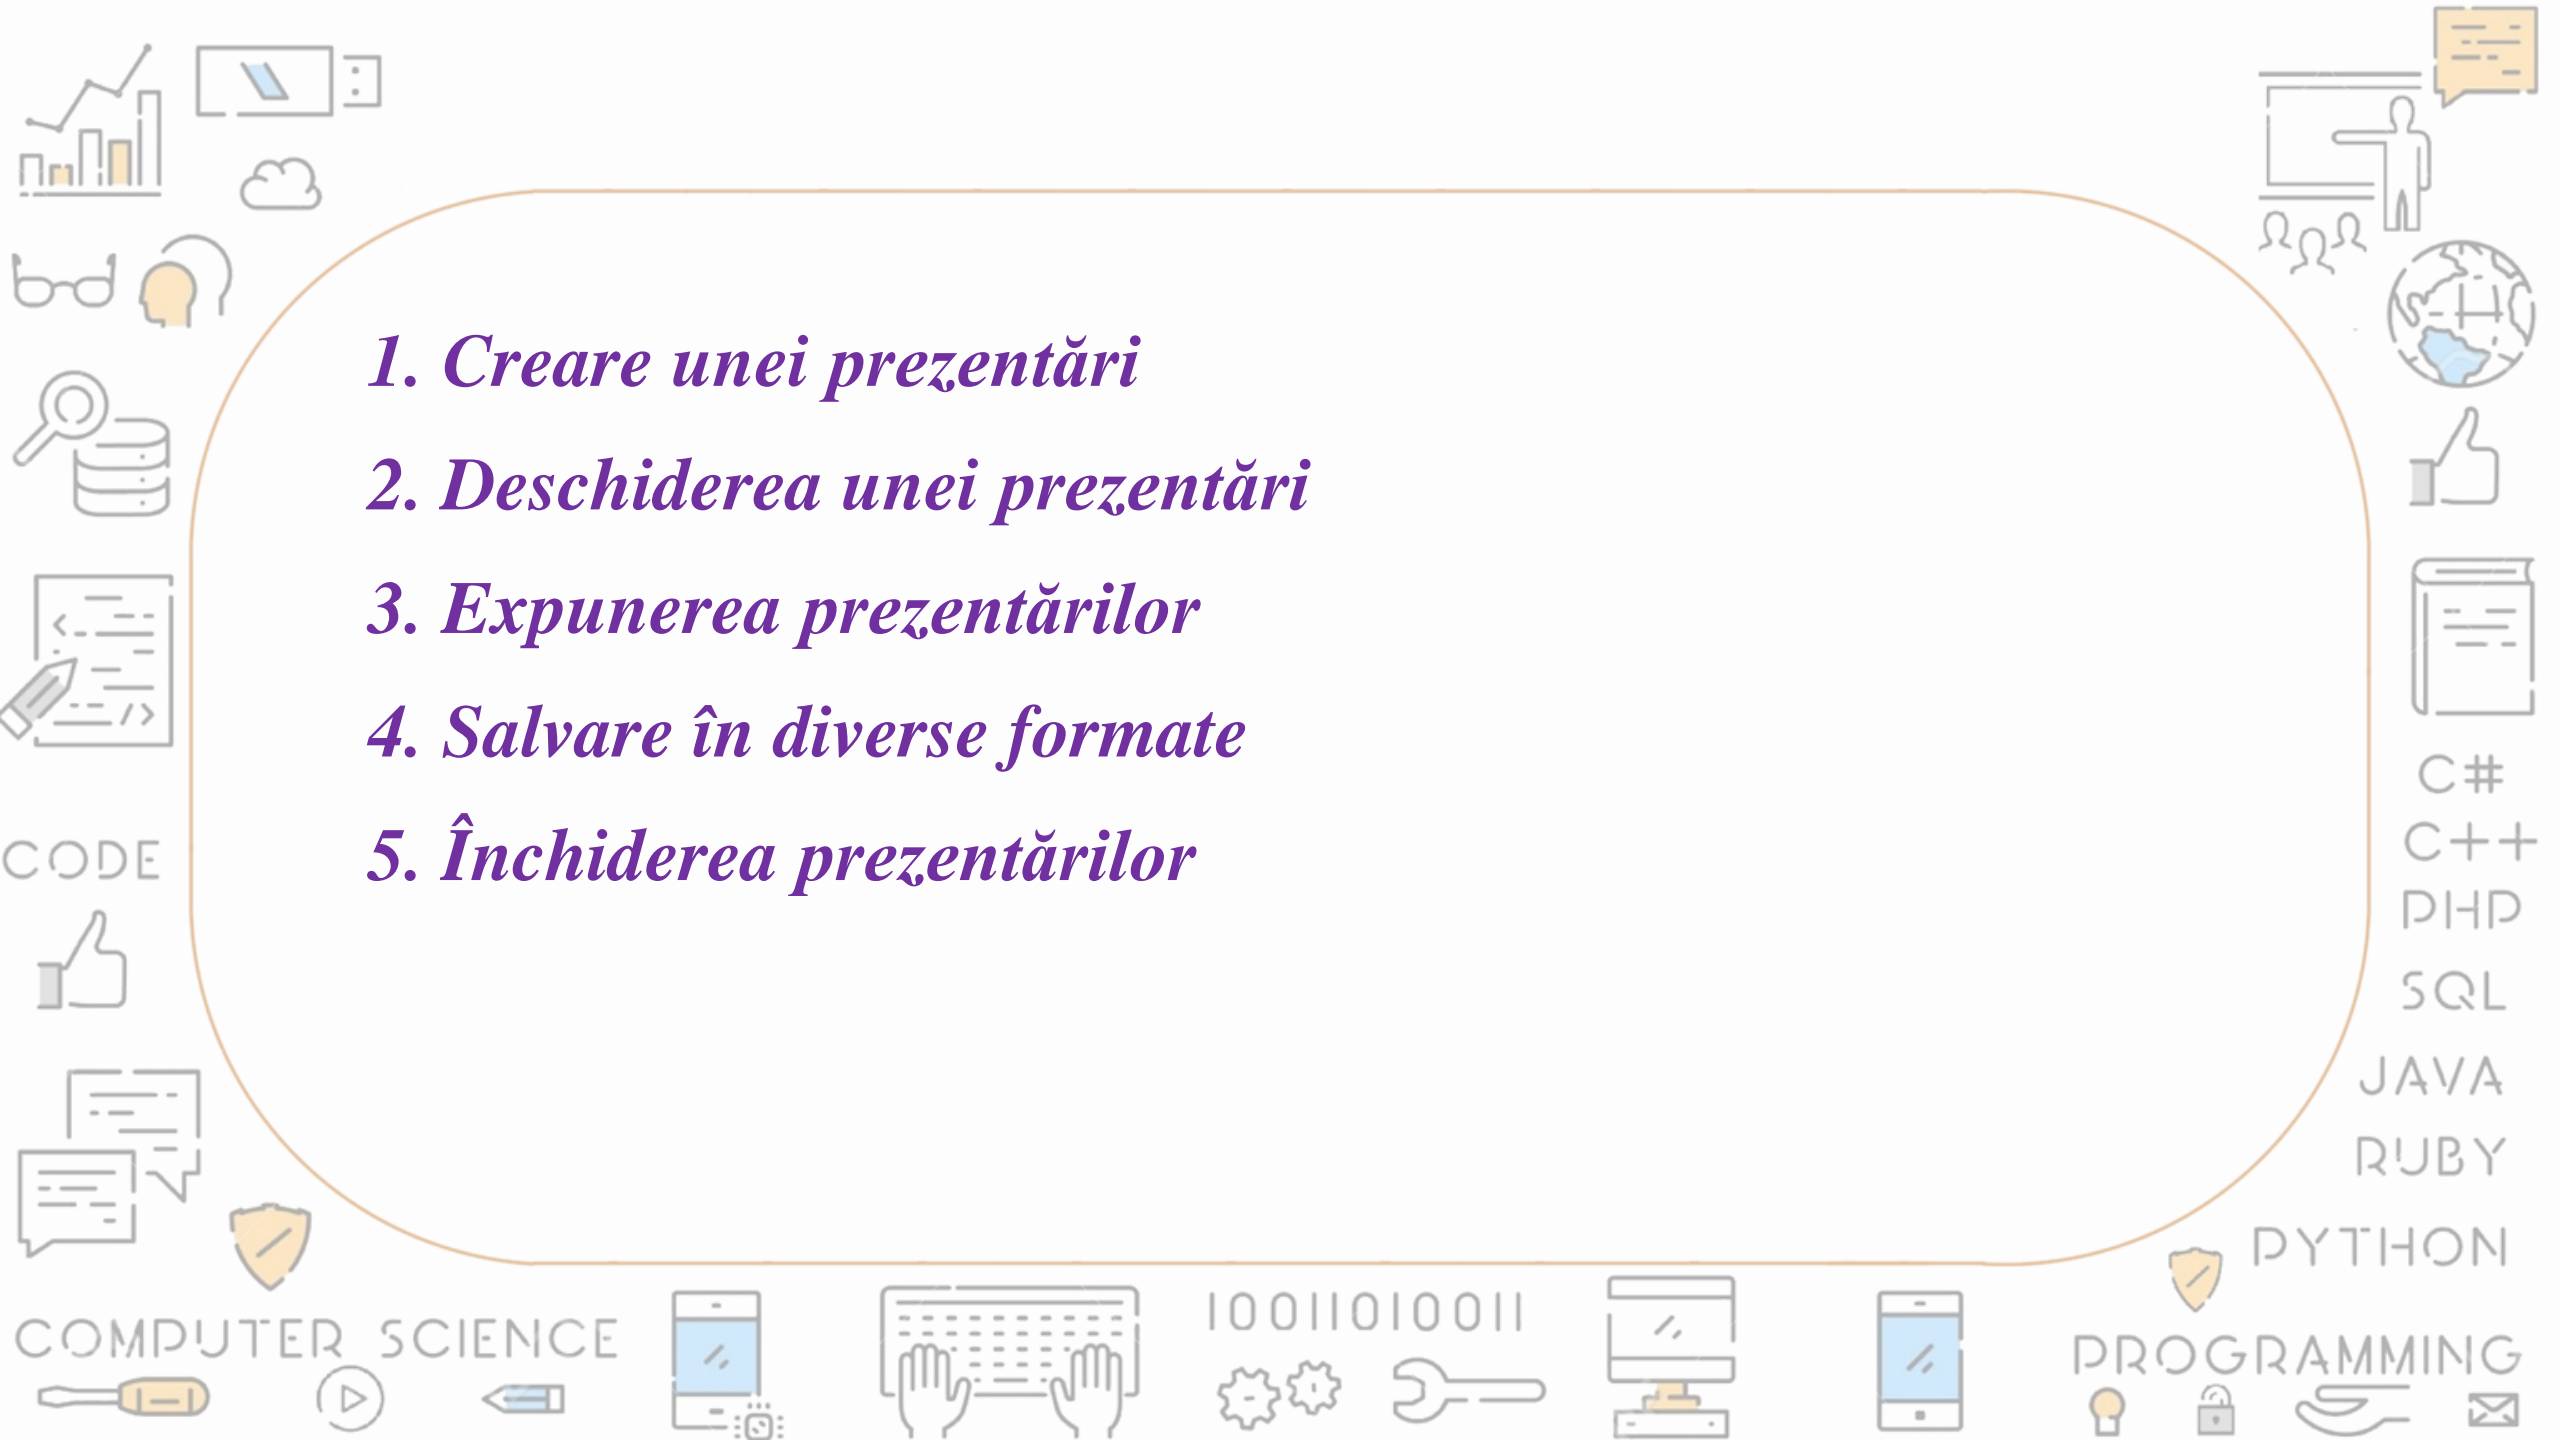 1. Creare unei prezentări
2. Deschiderea unei prezentări
3. Expunerea prezentărilor
4. Salvare în diverse formate
5. Închiderea prezentărilor
C#
C++
CODE
PHP
SQL
JAVA
RUBY
PYTHON
COMPUTER SCIENCE
10011010011
PROGRAMMING